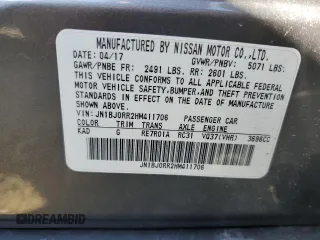 MANUFACTURED BY NISSAN MOTOR CO.,LTD.
DATE: 04/17 GVWR/PNBV: 5071 LBS:
GAWR/PNBE FR: 2491 LBS. RR: 2601 LBS.
THIS VEHICLE CONFORMS TO ALL APPLICABLE FEDERAL
MOTOR VEHICLE SAFETY,BUMPER,AND THEFT PREVENTION
STANDARDS IN EFFECT ON THE DATE OF MANUFACTURE
SHOWN ABOVE.
VIN: JN1BJ0RR2HM411706 PASSENGER CAR
COLOR TRIM TRANS AXLE ENGINE
KAD G RE7R01A RC31 VQ37(VHR) 3696CC
JN1BJ0RR2HM411706